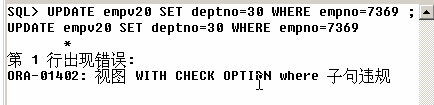 SQL> UPDATE empv20 SET deptno=30 WHERE empno=7369 ;
UPDATE empv20 SET deptno=30 WHERE empno=7369
*
第 1 行出现错误:
ORA-01402: 视图 WITH CHECK OPTION where 子句违规